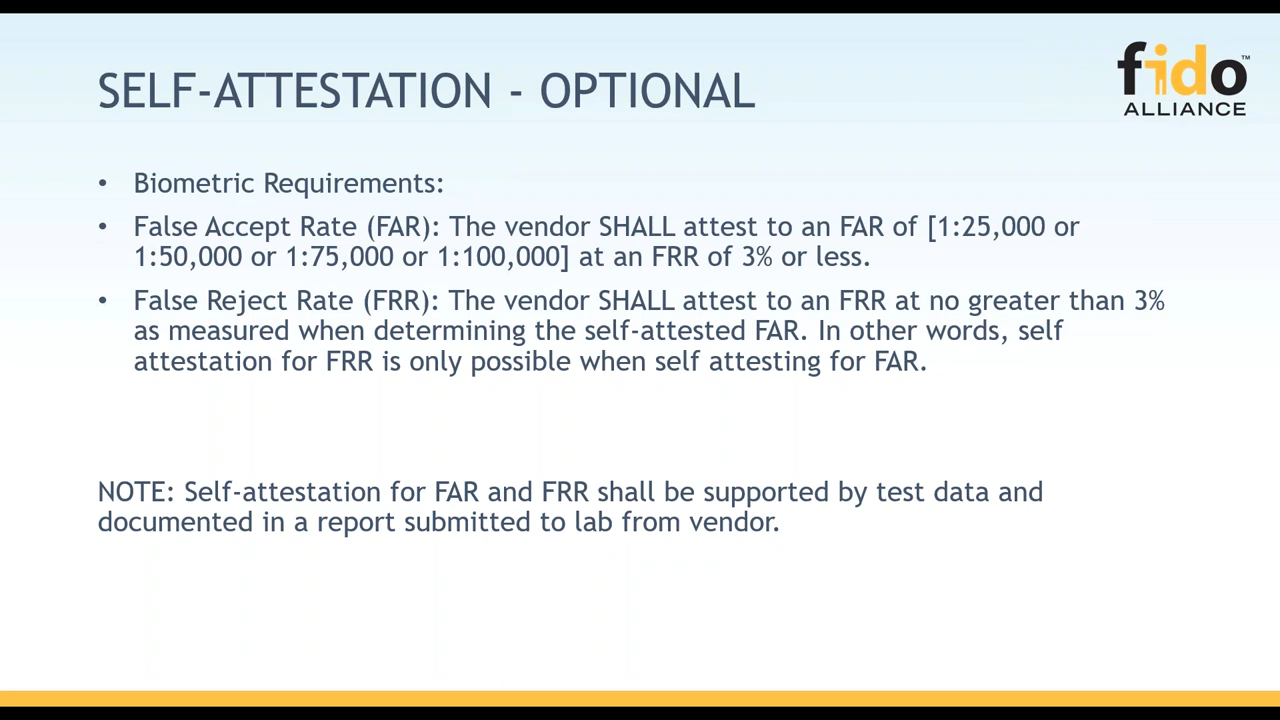 SELF-ATTESTATION - OPTIONAL
fido™
ALLIANCE
• Biometric Requirements:
• False Accept Rate (FAR): The vendor SHALL attest to an FAR of [1:25,000 or
1:50,000 or 1:75,000 or 1:100,000] at an FRR of 3% or less.
• False Reject Rate (FRR): The vendor SHALL attest to an FRR at no greater than 3%
as measured when determining the self-attested FAR. In other words, self
attestation for FRR is only possible when self attesting for FAR.
NOTE: Self-attestation for FAR and FRR shall be supported by test data and
documented in a report submitted to lab from vendor.